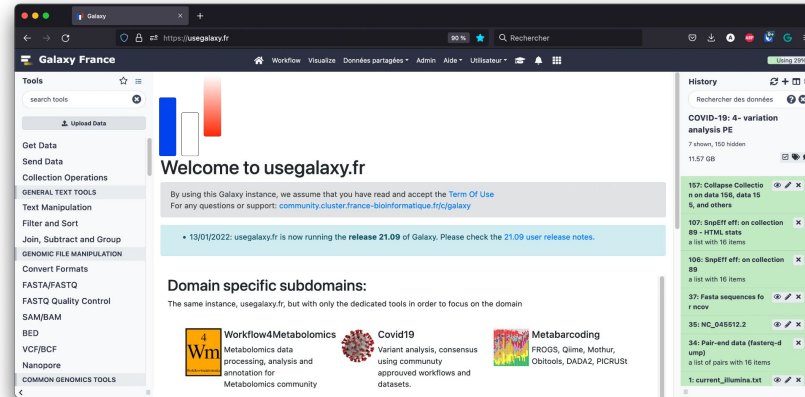 Galaxy
https://usegalaxy.fr
90 %
Rechercher
Galaxy France
Workflow Visualize Données partagées Admin Aide Utilisateur
Using 29%
Tools
search tools
Upload Data
Get Data
Send Data
Collection Operations
GENERAL TEXT TOOLS
Text Manipulation
Filter and Sort
Join, Subtract and Group
GENOMIC FILE MANIPULATION
Convert Formats
FASTA/FASTQ
FASTQ Quality Control
SAM/BAM
BED
VCF/BCF
Nanopore
COMMON GENOMICS TOOLS
Welcome to usegalaxy.fr
By using this Galaxy instance, we assume that you have read and accept the Term Of Use
For any questions or support: community.cluster.france-bioinformatique.fr/c/galaxy
• 13/01/2022: usegalaxy.fr is now running the release 21.09 of Galaxy. Please check the 21.09 user release notes.
Domain specific subdomains:
The same instance, usegalaxy.fr, but with only the dedicated tools in order to focus on the domain
4
Wm
Workflow4Metabolomics
Metabolomics data
processing, analysis and
annotation for
Metabolomics community
Covid19
Variant analysis, consensus
using communuty
approuved workflows and
datasets.
Metabarcoding
FROGS, Qiime, Mothur,
Obitools, DADA2, PICRUSt
History
Rechercher des données
COVID-19: 4- variation
analysis PE
7 shown, 150 hidden
11.57 GB
157: Collapse Collectio
n on data 156, data 15
5, and others
107: SnpEff eff: on collection
89 - HTML stats
a list with 16 items
106: SnpEff eff: on collection
89
a list with 16 items
37: Fasta sequences fo
r ncov
35: NC_045512.2
34: Pair-end data (fasterq-d
ump)
a list of pairs with 16 items
1: current_illumina.txt